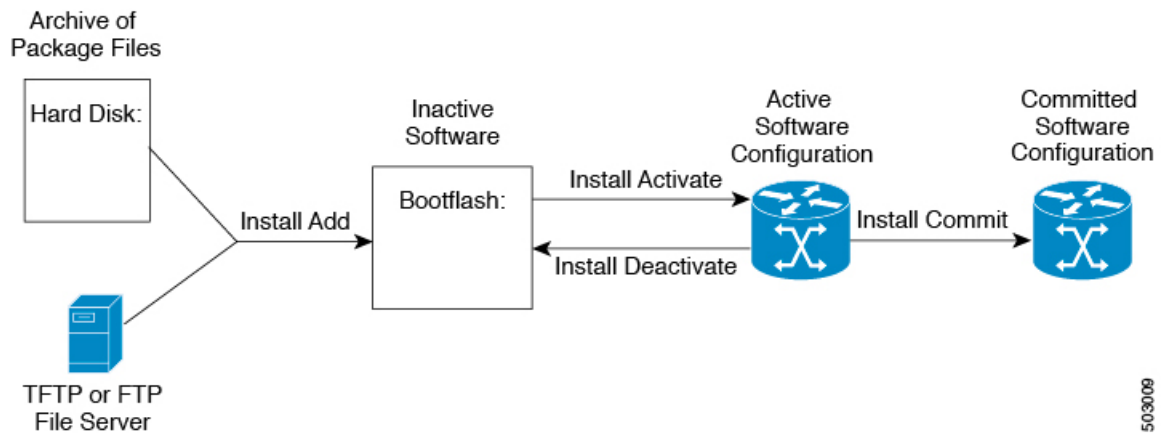 Archive of
Package Files
Hard Disk:
TFTP or FTP
File Server
Install Add
Inactive
Software
Bootflash:
Install Activate
Install Deactivate
Active
Software
Configuration
Install Commit
Committed
Software
Configuration
503009